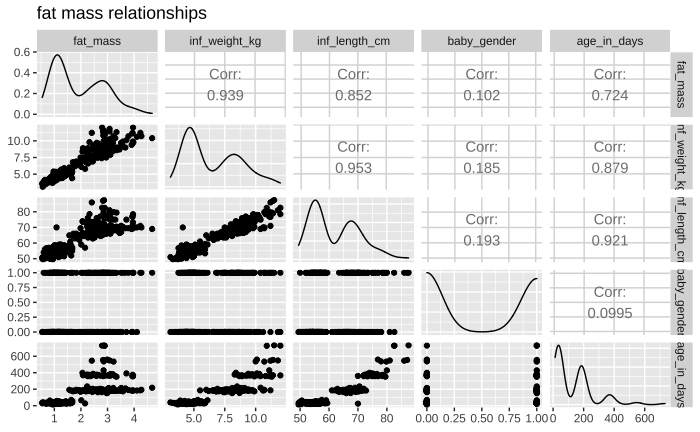 fat mass relationships
fat_mass inf_weight_kg inf_length_cm baby_gender age_in_days
0.6
0.4
0.2
0.0
Corr:
0.939
Corr:
0.852
Corr:
0.102
Corr:
0.724
fat_mass
10.0
7.5
5.0
Corr:
0.953
Corr:
0.185
Corr:
0.879
nf_weight_kg
80
70
60
50
Corr:
0.193
Corr:
0.921
nf_length_cm
1.00
0.75
0.50
0.25
0.00
Corr:
0.0995
baby_gender
600
400
200
0
age_in_days
1 2 3 4 5.0 7.5 10.0 50 60 70 80 0.00 0.25 0.50 0.75 1.00 0 200 400 600